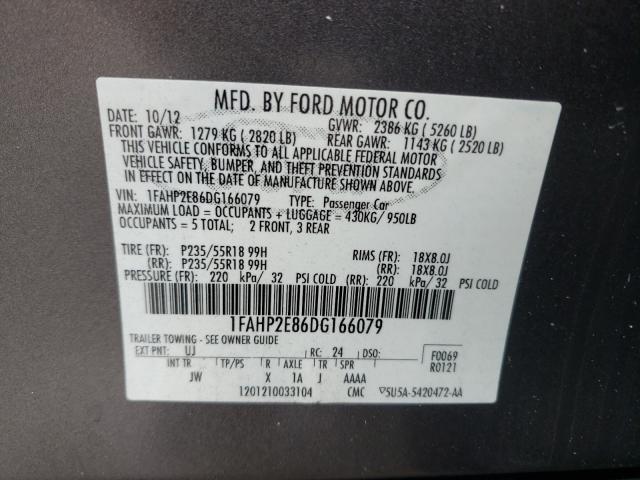 MFD. BY FORD MOTOR CO.
DATE: 10/12 GVWR: 2386 KG ( 5260 LB)
FRONT GAWR: 1279 KG ( 2820 LB) REAR GAWR: 1143 KG ( 2520 LB)
THIS VEHICLE CONFORMS TO ALL APPLICABLE FEDERAL MOTOR
VEHICLE SAFETY, BUMPER, AND THEFT PREVENTION STANDARDS
IN EFFECT ON THE DATE OF MANUFACTURE SHOWN ABOVE.
VIN: 1FAHP2E86DG166079 TYPE: Passenger Car
MAXIMUM LOAD = OCCUPANTS + LUGGAGE = 430KG/ 950LB
OCCUPANTS = 5 TOTAL; 2 FRONT, 3 REAR
TIRE (FR): P235/55R18 99H RIMS (FR): 18X8.0J
(RR): P235/55R18 99H (RR): 18X8.0J
PRESSURE (FR): 220 kPa/ 32 PSI COLD (RR): 220 kPa/ 32 PSI COLD
1FAHP2E86DG166079
TRAILER TOWING - SEE OWNER GUIDE
EXT PNT: UJ RC: 24 DSO: F0069
INT TR TP/PS R AXLE TR SPR R0121
JW X 1A J AAAA
1201210033104 CMC 5U5A-5420472-AA